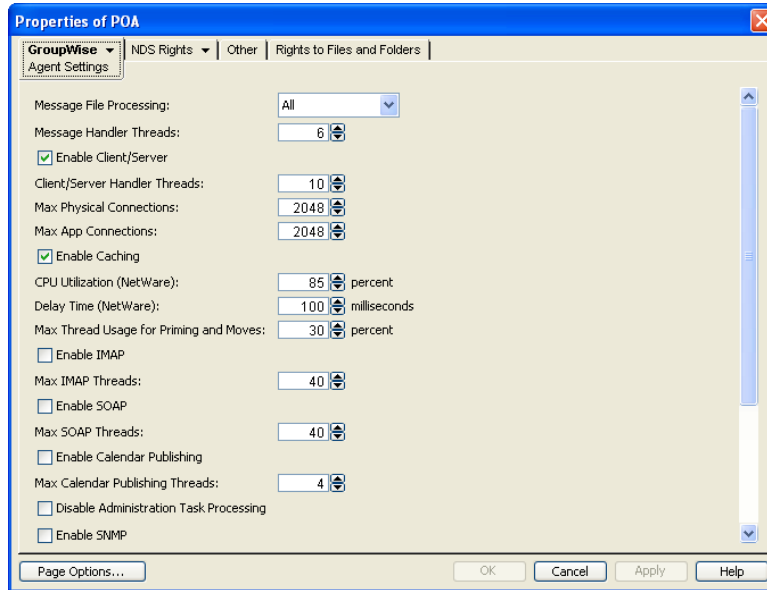 Properties of POA
GroupWise NDS Rights Other Rights to Files and Folders
Agent Settings
Message File Processing: All
Message Handler Threads: 6
Enable Client/Server
Client/Server Handler Threads: 10
Max Physical Connections: 2048
Max App Connections: 2048
Enable Caching
CPU Utilization (NetWare): 85 percent
Delay Time (NetWare): 100 milliseconds
Max Thread Usage for Priming and Moves: 30 percent
Enable IMAP
Max IMAP Threads: 40
Enable SOAP
Max SOAP Threads: 40
Enable Calendar Publishing
Max Calendar Publishing Threads: 4
Disable Administration Task Processing
Enable SNMP
Page Options... OK Cancel Apply Help